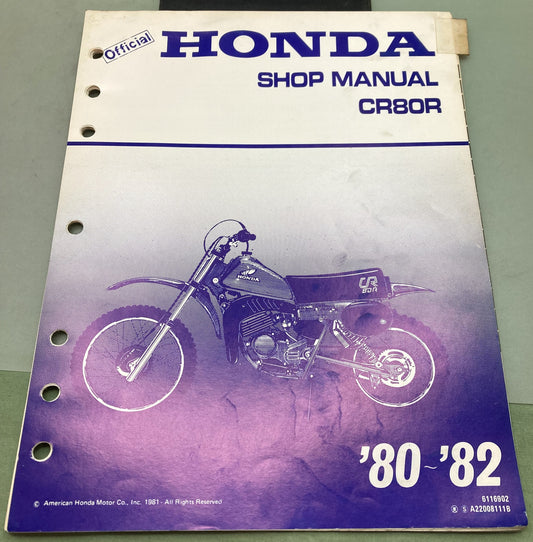 Official
HONDA
SHOP MANUAL
CR80R
HONDA
CR
80R
'80~'82
6116902
© American Honda Motor Co., Inc. 1981 - All Rights Reserved
Ⓡ Ⓢ A22008111B